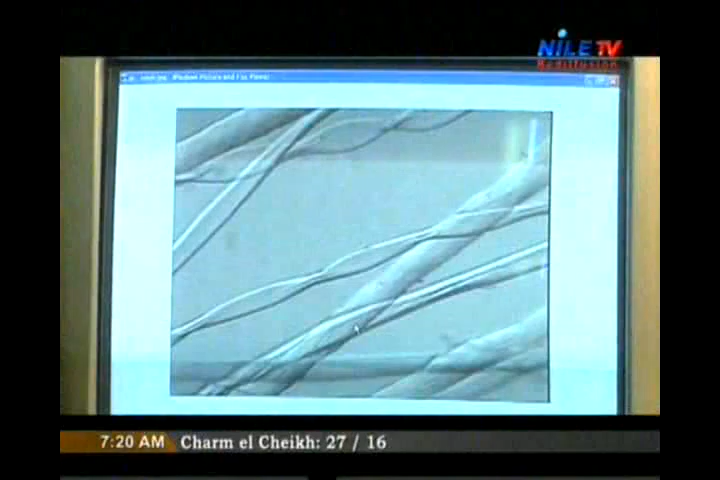 NiLE TV
Rediffusion
Windows Picture and Fax Viewer
7:20 AM Charm el Cheikh: 27 / 16